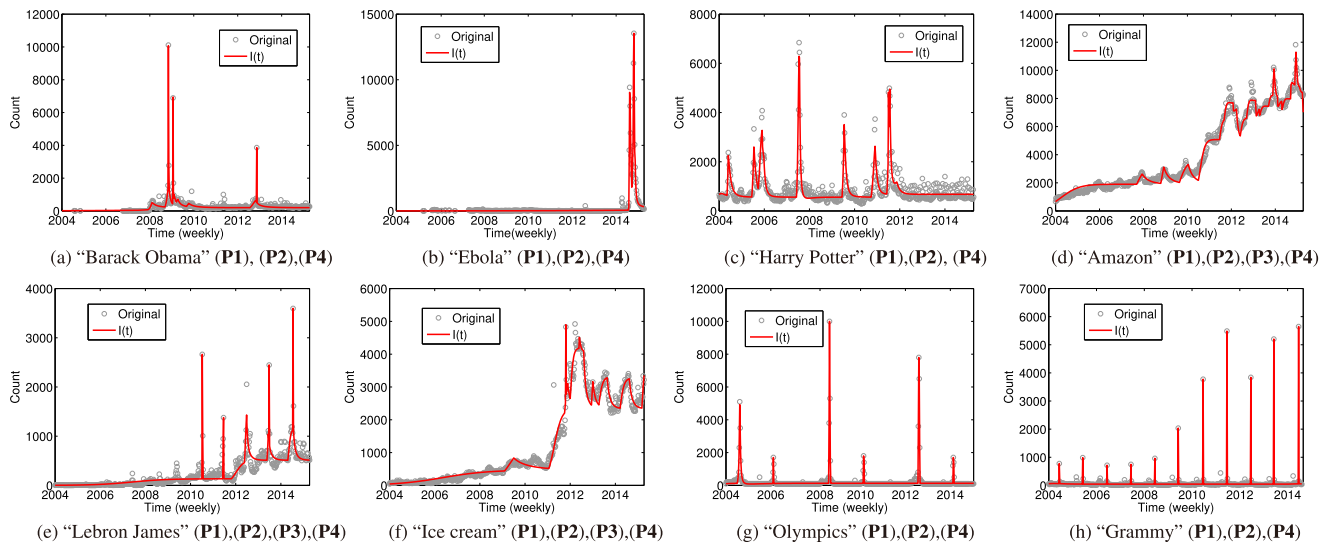 12000
10000
8000
6000
4000
2000
0
Count
Original
I(t)
2004 2006 2008 2010 2012 2014
Time (weekly)
(a) “Barack Obama” (P1), (P2),(P4)
15000
10000
5000
0
Count
Original
I(t)
2004 2006 2008 2010 2012 2014
Time(weekly)
(b) “Ebola” (P1),(P2),(P4)
8000
6000
4000
2000
0
Count
Original
I(t)
2004 2006 2008 2010 2012 2014
Time (weekly)
(c) “Harry Potter” (P1),(P2), (P4)
14000
12000
10000
8000
6000
4000
2000
0
Count
Original
I(t)
2004 2006 2008 2010 2012 2014
Time (weekly)
(d) “Amazon” (P1),(P2),(P3),(P4)
4000
3000
2000
1000
0
Count
Original
I(t)
2004 2006 2008 2010 2012 2014
Time (weekly)
(e) “Lebron James” (P1),(P2),(P3),(P4)
6000
5000
4000
3000
2000
1000
0
Count
Original
I(t)
2004 2006 2008 2010 2012 2014
Time (weekly)
(f) “Ice cream” (P1),(P2),(P3),(P4)
12000
10000
8000
6000
4000
2000
0
Count
Original
I(t)
2004 2006 2008 2010 2012 2014
Time (weekly)
(g) “Olympics” (P1),(P2),(P4)
7000
6000
5000
4000
3000
2000
1000
0
Count
Original
I(t)
2004 2006 2008 2010 2012 2014
Time (weekly)
(h) “Grammy” (P1),(P2),(P4)